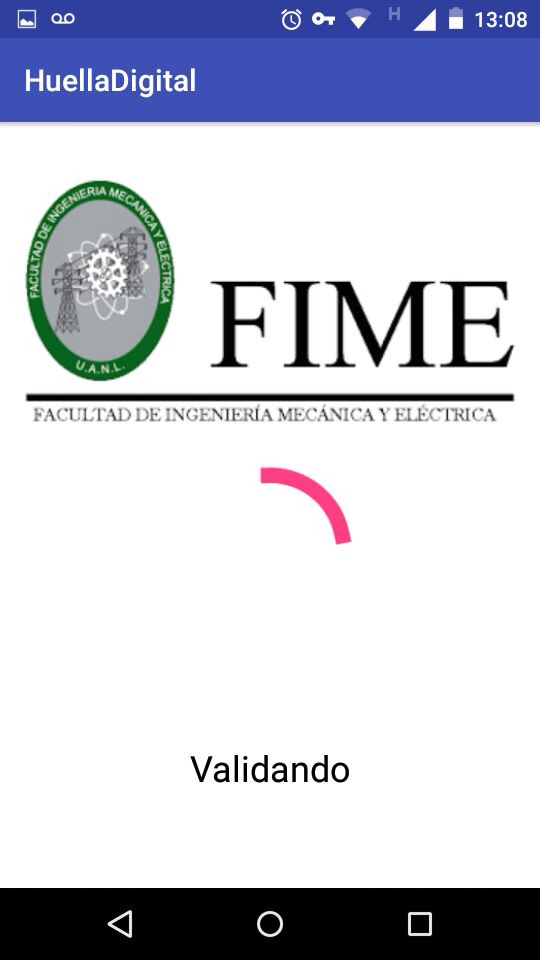 H
13:08
HuellaDigital
FACULTAD DE INGENIERIA MECANICA Y ELECTRICA
U.A.N.L.
FIME
FACULTAD DE INGENIERÍA MECÁNICA Y ELÉCTRICA
Validando